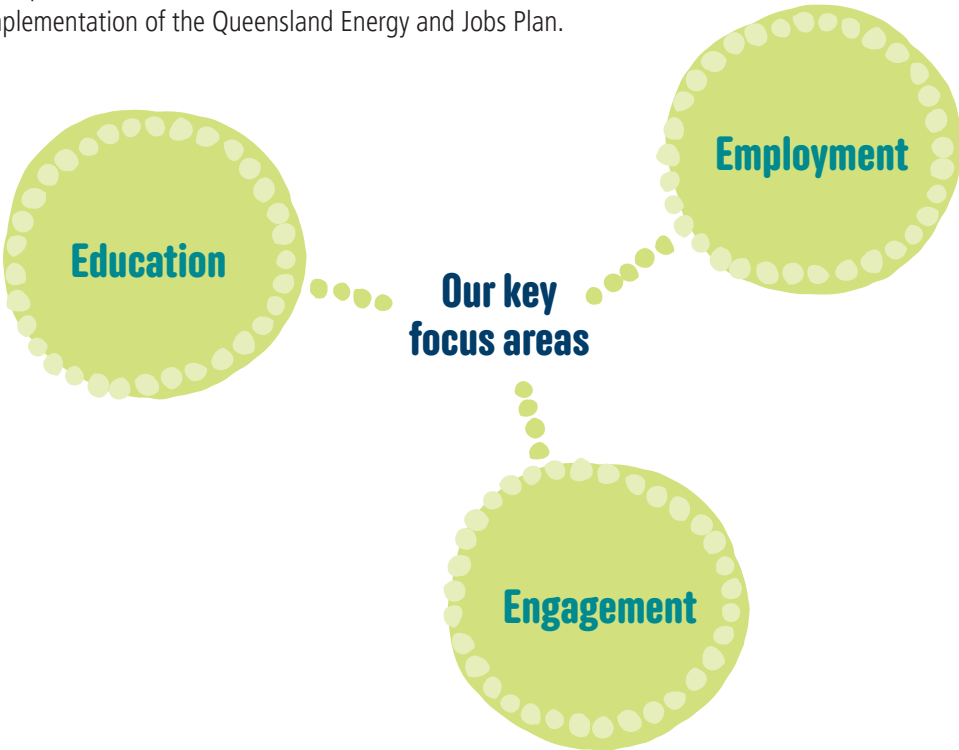 plementation of the Queensland Energy and Jobs Plan.
Employment
Education
Our key
focus areas
Engagement